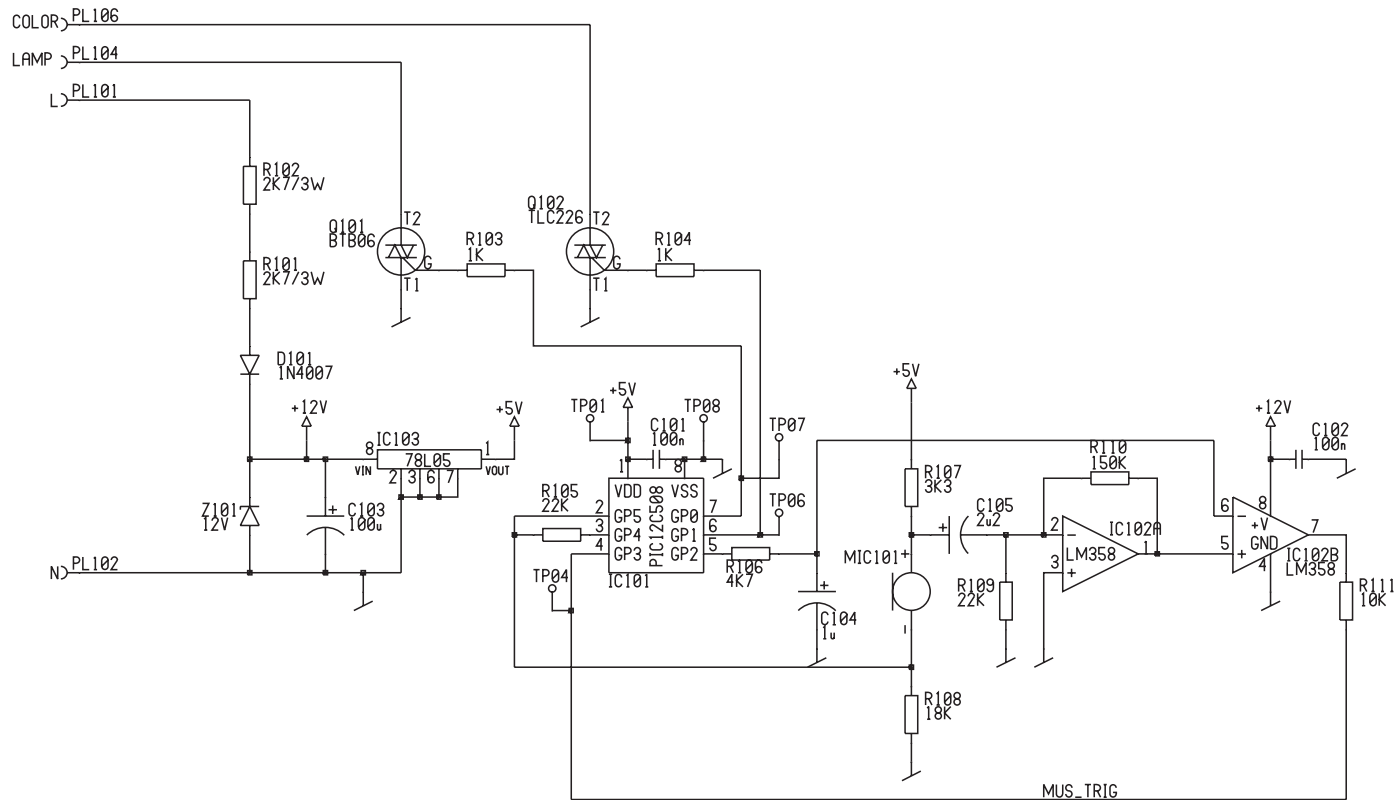 COLOR PL106
LAMP PL104
L PL101
R102
2K7/3W
R101
2K7/3W
D101
1N4007
Q101
BTB06
T2
G
T1
R103
1K
Q102
TLC226
T2
G
T1
R104
1K
+12V
+5V
IC103
8
78L05
1
VIN
VOUT
2 3 6 7
Z101
12V
C103
100u
+
N PL102
TP01
+5V
C101
100n
TP08
TP07
TP06
1
8
VDD
VSS
R105
22K
2 GP5
3 GP4
4 GP3
GP0 7
GP1 6
GP2 5
PIC12C508
IC101
TP04
R106
4K7
+
C104
1u
+5V
R107
3K3
MIC101
+
-
R108
18K
+
C105
2u2
R109
22K
R110
150K
2
-
3
+
LM358
IC102A
1
+12V
C102
100n
8
6
-
+V
5
+
GND
4
7
IC102B
LM358
R111
10K
MUS_TRIG